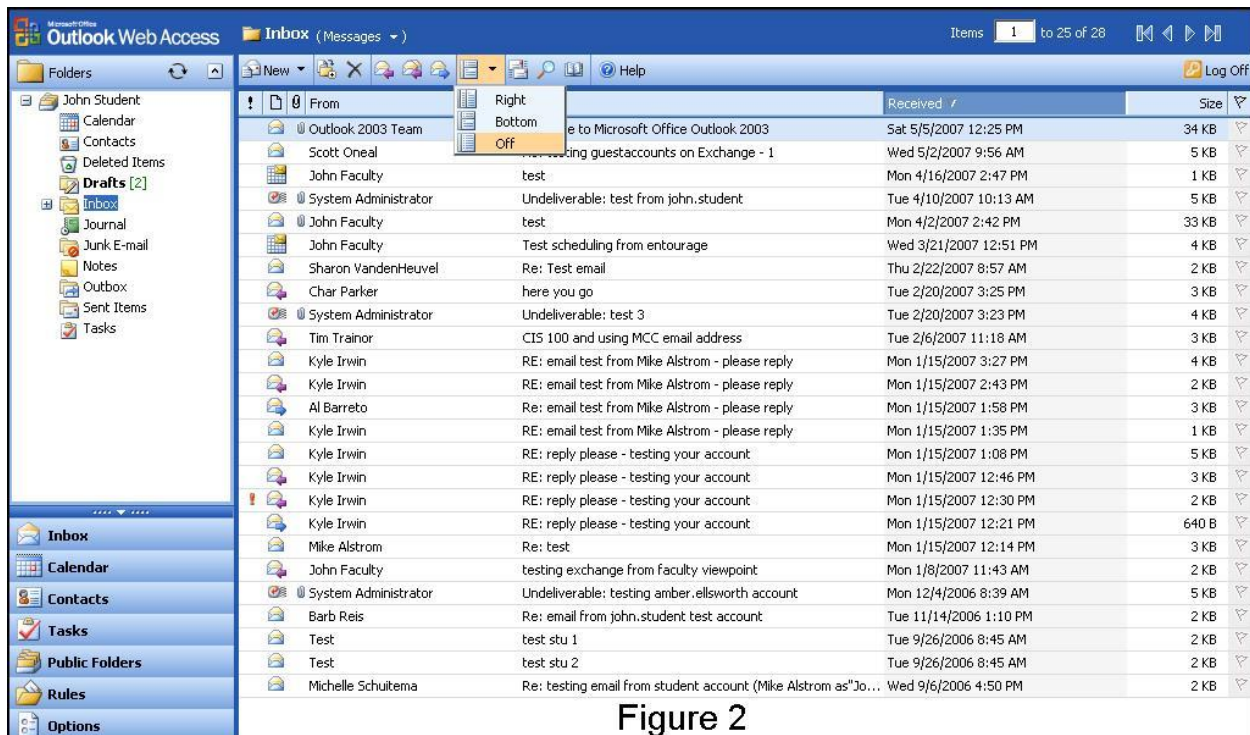 Microsoft Office
Outlook Web Access
Inbox (Messages)
Items 1 to 25 of 28
Folders
New
Help
Log Off
Right
Bottom
Off
John Student
Calendar
Contacts
Deleted Items
Drafts [2]
Inbox
Journal
Junk E-mail
Notes
Outbox
Sent Items
Tasks
Inbox
Calendar
Contacts
Tasks
Public Folders
Rules
Options
! From Received Size
Outlook 2003 Team e to Microsoft Office Outlook 2003 Sat 5/5/2007 12:25 PM 34 KB
Scott Oneal guestaccounts on Exchange - 1 Wed 5/2/2007 9:56 AM 5 KB
John Faculty test Mon 4/16/2007 2:47 PM 1 KB
System Administrator Undeliverable: test from john.student Tue 4/10/2007 10:13 AM 5 KB
John Faculty test Mon 4/2/2007 2:42 PM 33 KB
John Faculty Test scheduling from entourage Wed 3/21/2007 12:51 PM 4 KB
Sharon VandenHeuvel Re: Test email Thu 2/22/2007 8:57 AM 2 KB
Char Parker here you go Tue 2/20/2007 3:25 PM 3 KB
System Administrator Undeliverable: test 3 Tue 2/20/2007 3:23 PM 4 KB
Tim Trainor CIS 100 and using MCC email address Tue 2/6/2007 11:18 AM 3 KB
Kyle Irwin RE: email test from Mike Alstrom - please reply Mon 1/15/2007 3:27 PM 4 KB
Kyle Irwin RE: email test from Mike Alstrom - please reply Mon 1/15/2007 2:43 PM 2 KB
Al Barreto Re: email test from Mike Alstrom - please reply Mon 1/15/2007 1:58 PM 3 KB
Kyle Irwin RE: email test from Mike Alstrom - please reply Mon 1/15/2007 1:35 PM 1 KB
Kyle Irwin RE: reply please - testing your account Mon 1/15/2007 1:08 PM 5 KB
Kyle Irwin RE: reply please - testing your account Mon 1/15/2007 12:46 PM 3 KB
! Kyle Irwin RE: reply please - testing your account Mon 1/15/2007 12:30 PM 2 KB
Kyle Irwin RE: reply please - testing your account Mon 1/15/2007 12:21 PM 640 B
Mike Alstrom Re: test Mon 1/15/2007 12:14 PM 3 KB
John Faculty testing exchange from faculty viewpoint Mon 1/8/2007 11:43 AM 2 KB
System Administrator Undeliverable: testing amber.ellsworth account Mon 12/4/2006 8:39 AM 5 KB
Barb Reis Re: email from john.student test account Tue 11/14/2006 1:10 PM 2 KB
Test test stu 1 Tue 9/26/2006 8:45 AM 2 KB
Test test stu 2 Tue 9/26/2006 8:45 AM 2 KB
Michelle Schuitema Re: testing email from student account (Mike Alstrom as"Jo... Wed 9/6/2006 4:50 PM 2 KB
Figure 2